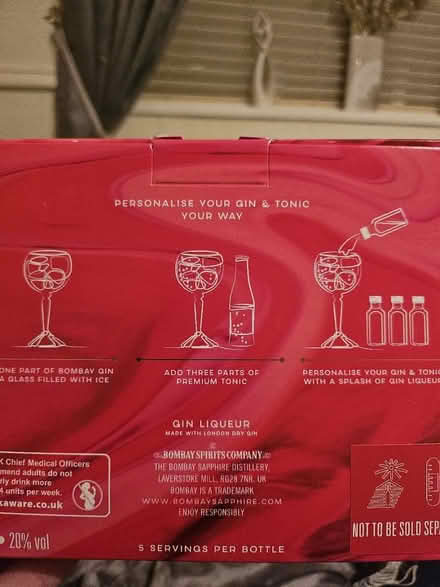 PERSONALISE YOUR GIN & TONIC
YOUR WAY
ONE PART OF BOMBAY GIN
A GLASS FILLED WITH ICE
ADD THREE PARTS OF
PREMIUM TONIC
PERSONALISE YOUR GIN & TONIC
WITH A SPLASH OF GIN LIQUEUR
GIN LIQUEUR
MADE WITH LONDON DRY GIN
BOMBAY SPIRITS COMPANY
THE BOMBAY SAPPHIRE DISTILLERY,
LAVERSTOKE MILL, RG28 7NR, UK
BOMBAY IS A TRADEMARK
WWW.BOMBAYSAPPHIRE.COM
ENJOY RESPONSIBLY
K Chief Medical Officers
mend adults do not
rly drink more
4 units per week.
kaware.co.uk
• 20% vol
5 SERVINGS PER BOTTLE
NOT TO BE SOLD SEPA